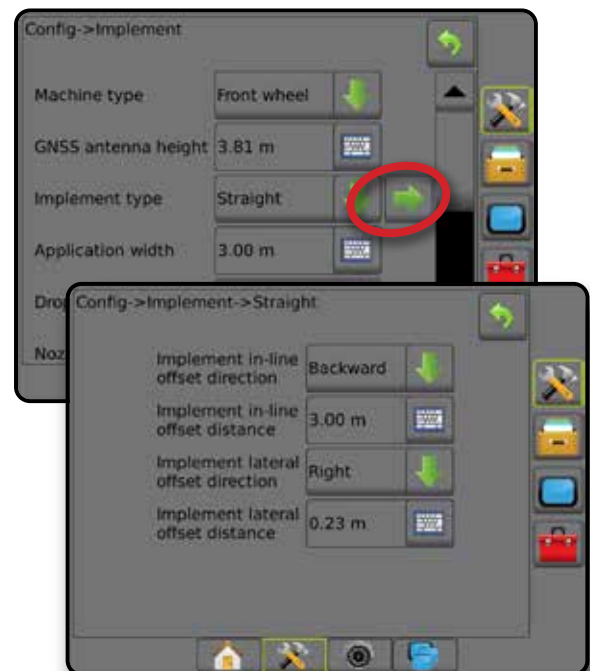 Config->Implement
Machine type Front wheel
GNSS antenna height 3.81 m
Implement type Straight
Application width 3.00 m
Drop
Noz
Config->Implement->Straight
Implement in-line
offset direction Backward
Implement in-line
offset distance 3.00 m
Implement lateral
offset direction Right
Implement lateral
offset distance 0.23 m